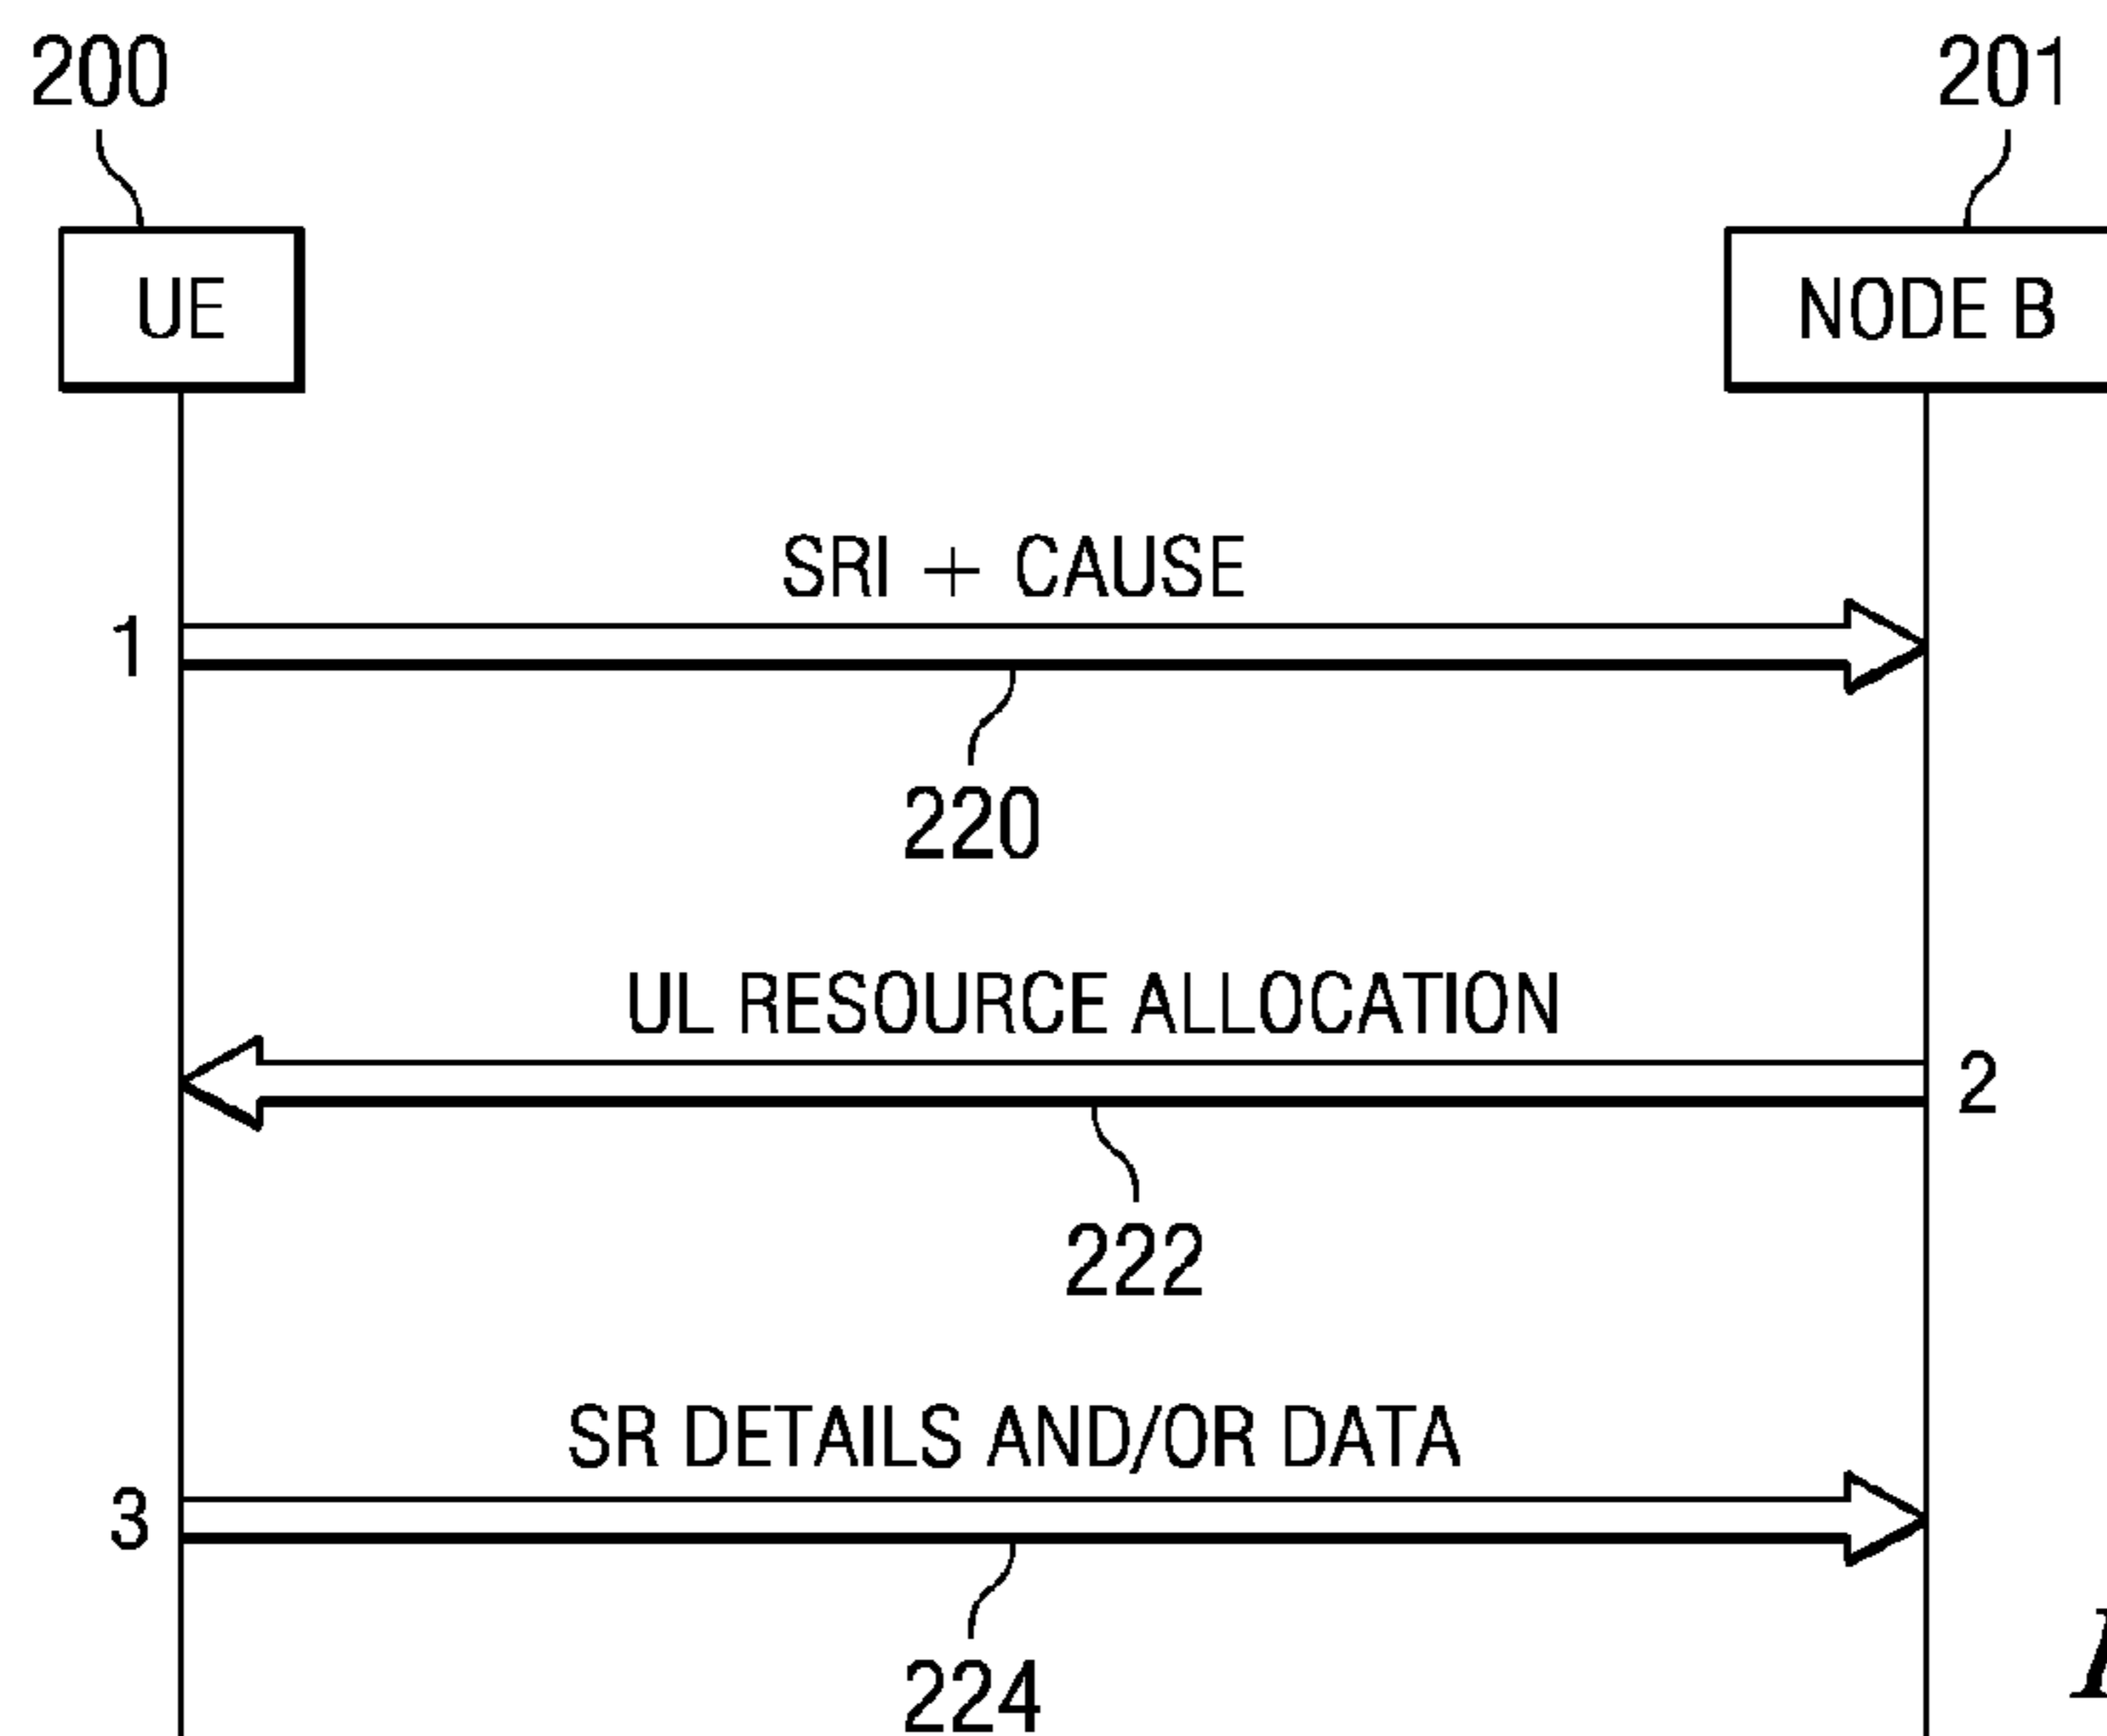 200
201
UE
NODE B
SRI + CAUSE
1
220
UL RESOURCE ALLOCATION
2
222
SR DETAILS AND/OR DATA
3
224